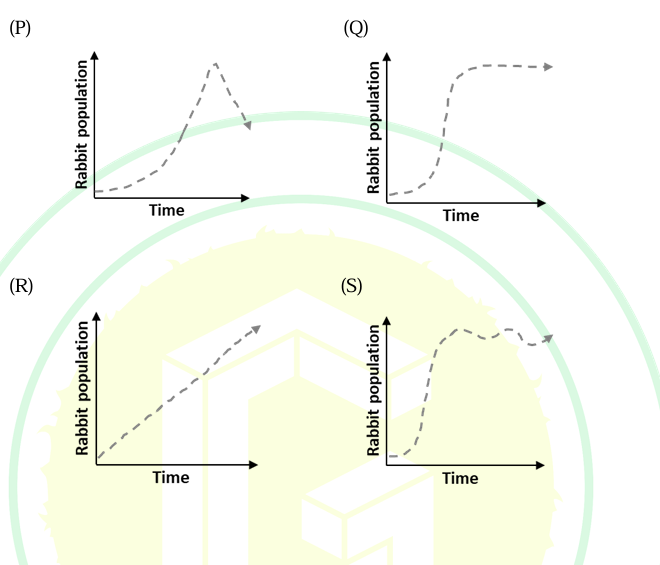 (P)
(Q)
Rabbit population
Time
Rabbit population
Time
(R)
(S)
Rabbit population
Time
Rabbit population
Time